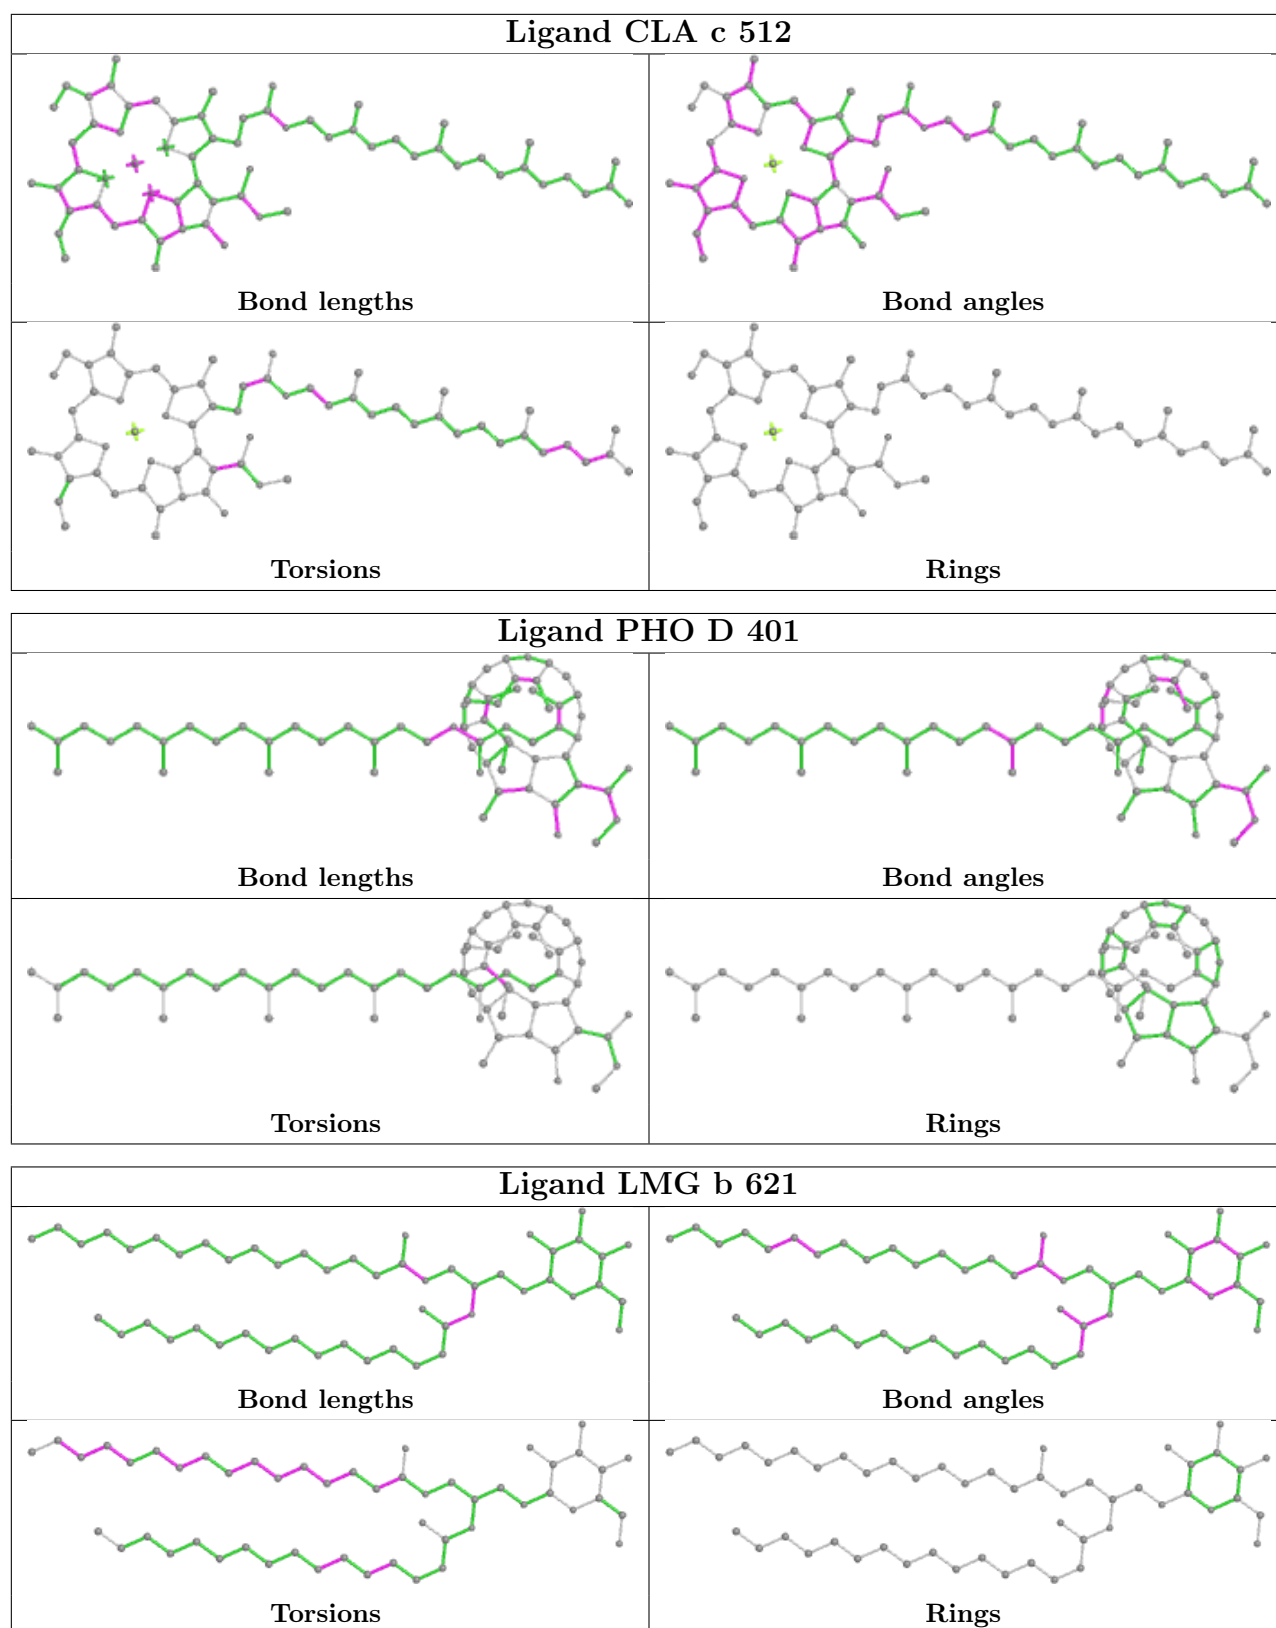 Ligand CLA c 512
Bond lengths
Bond angles
Torsions
Rings
Ligand PHO D 401
Bond lengths
Bond angles
Torsions
Rings
Ligand LMG b 621
Bond lengths
Bond angles
Torsions
Rings